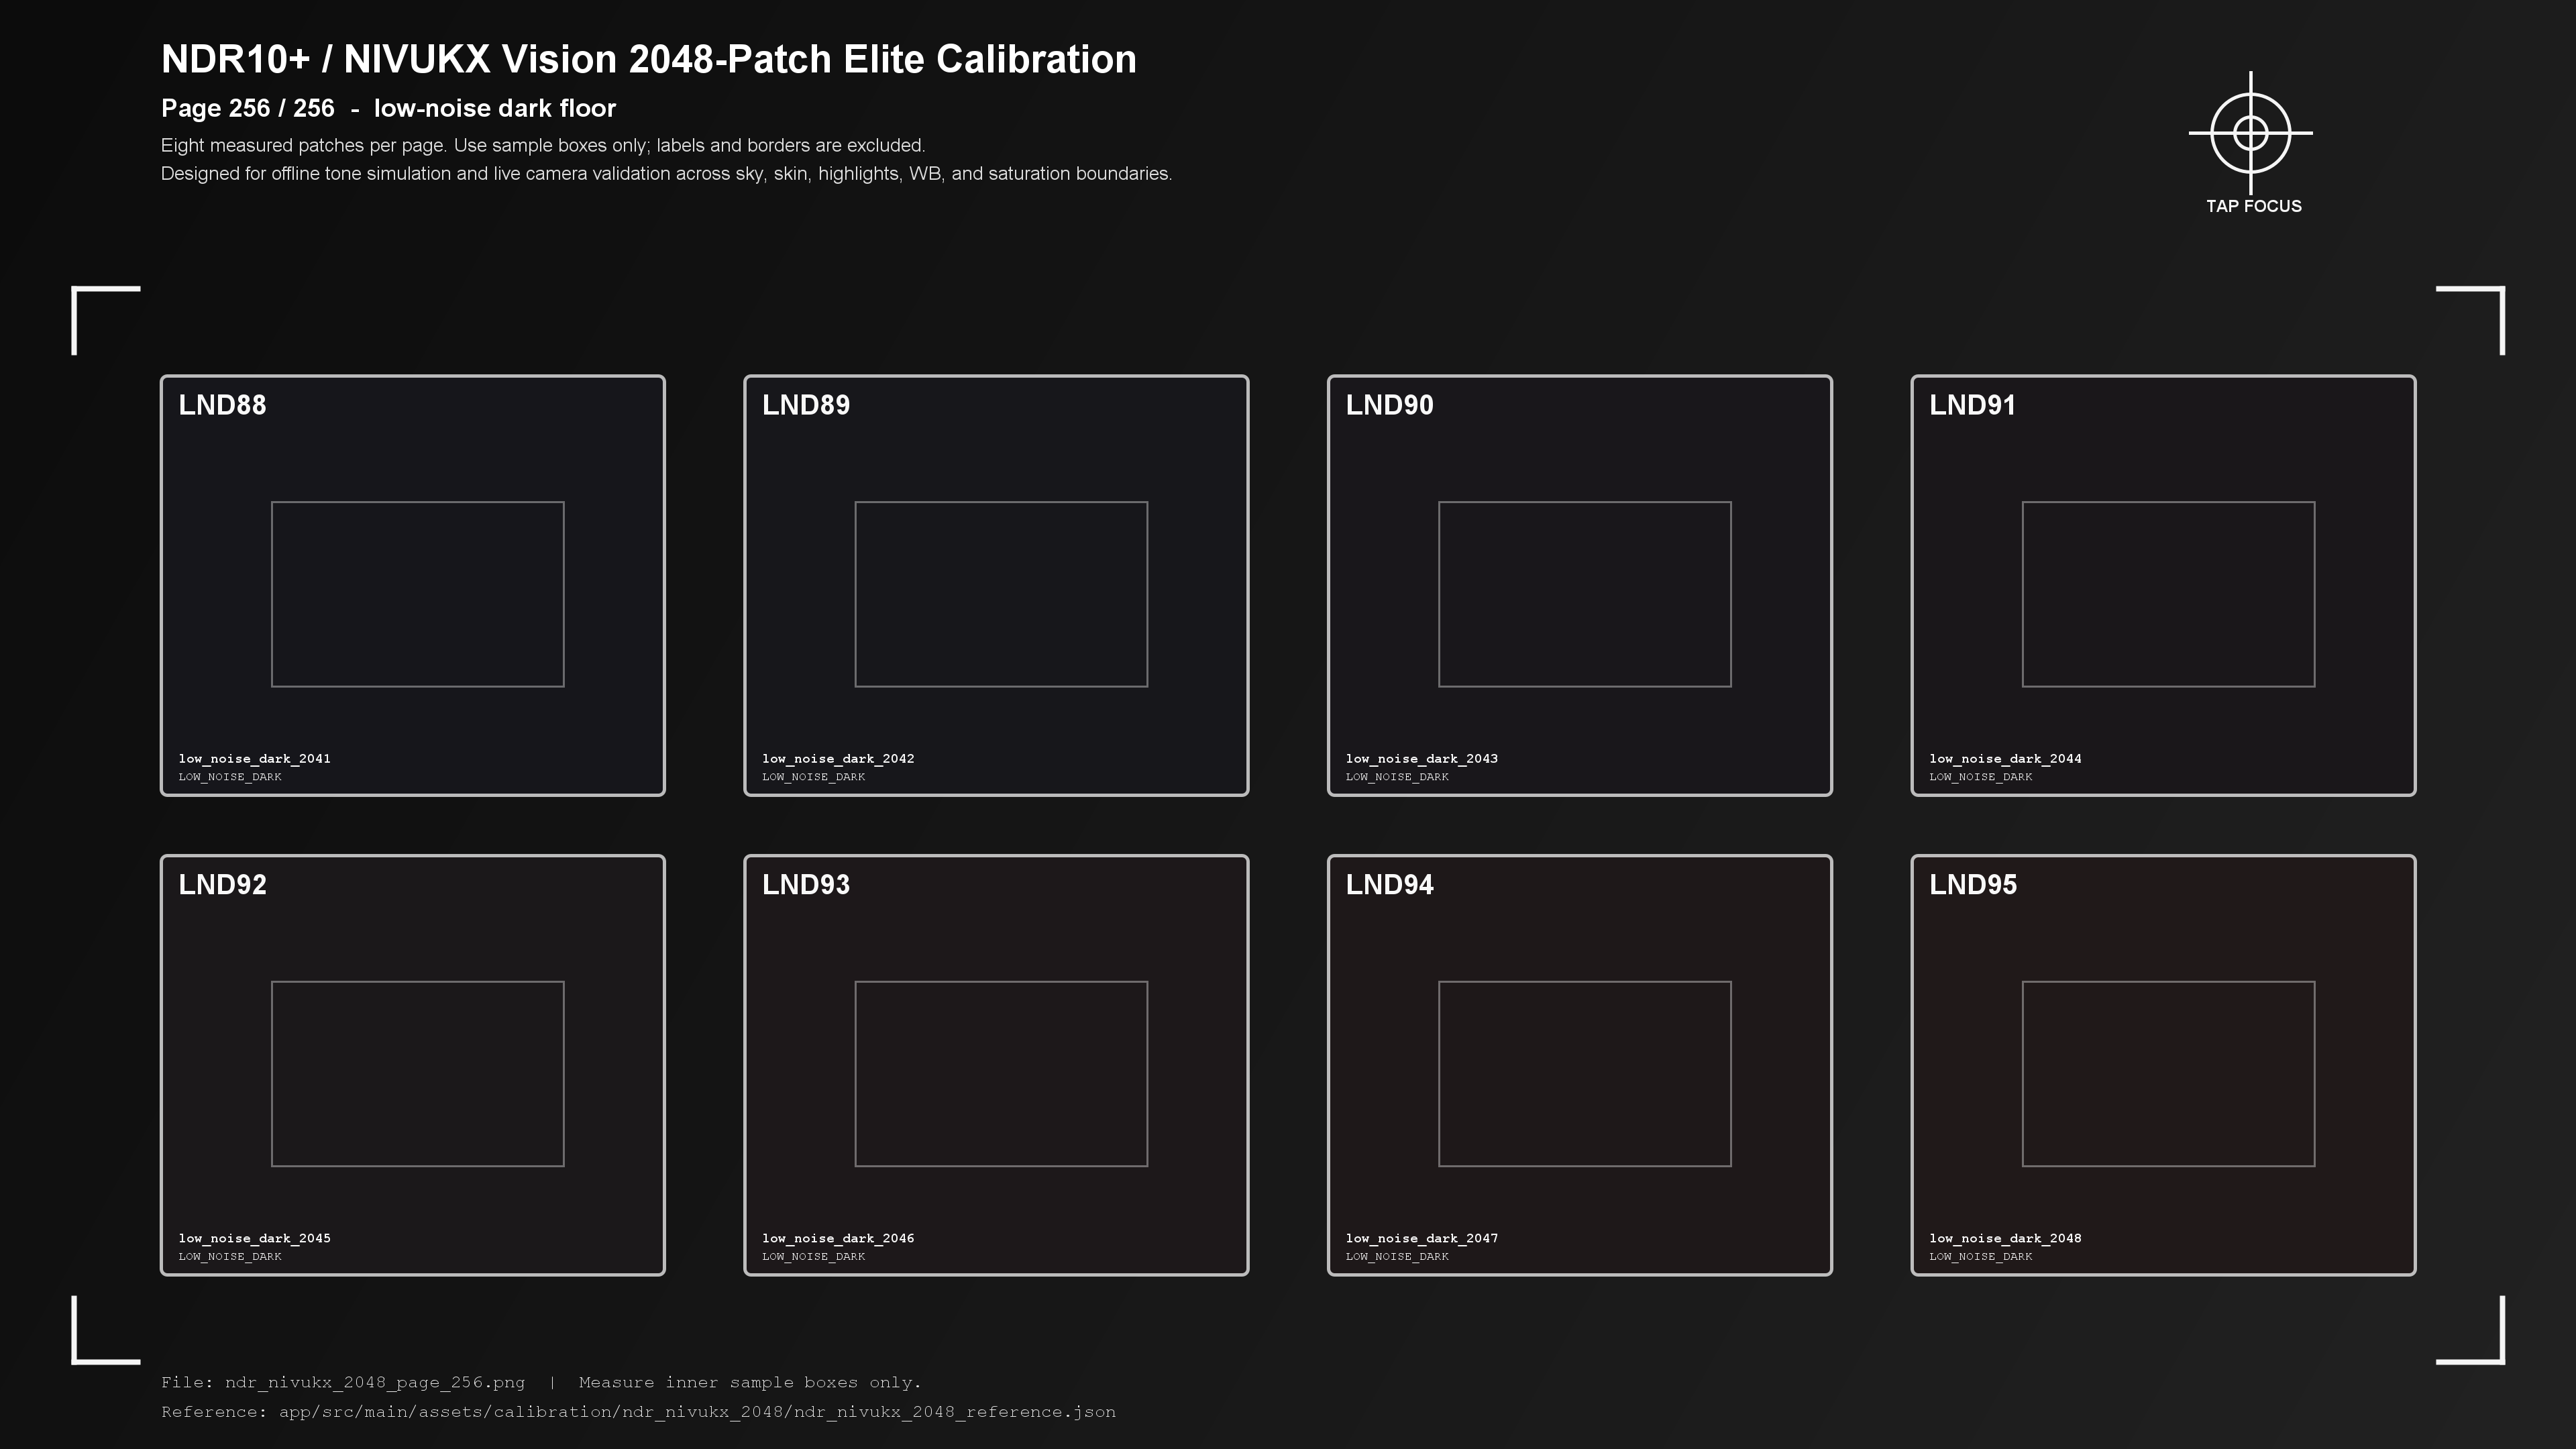 NDR10+ / NIVUKX Vision 2048-Patch Elite Calibration
Page 256 / 256 - low-noise dark floor
Eight measured patches per page. Use sample boxes only; labels and borders are excluded.
Designed for offline tone simulation and live camera validation across sky, skin, highlights, WB, and saturation boundaries.
TAP FOCUS
LND88
low_noise_dark_2041
LOW_NOISE_DARK
LND89
low_noise_dark_2042
LOW_NOISE_DARK
LND90
low_noise_dark_2043
LOW_NOISE_DARK
LND91
low_noise_dark_2044
LOW_NOISE_DARK
LND92
low_noise_dark_2045
LOW_NOISE_DARK
LND93
low_noise_dark_2046
LOW_NOISE_DARK
LND94
low_noise_dark_2047
LOW_NOISE_DARK
LND95
low_noise_dark_2048
LOW_NOISE_DARK
File: ndr_nivukx_2048_page_256.png | Measure inner sample boxes only.
Reference: app/src/main/assets/calibration/ndr_nivukx_2048/ndr_nivukx_2048_reference.json